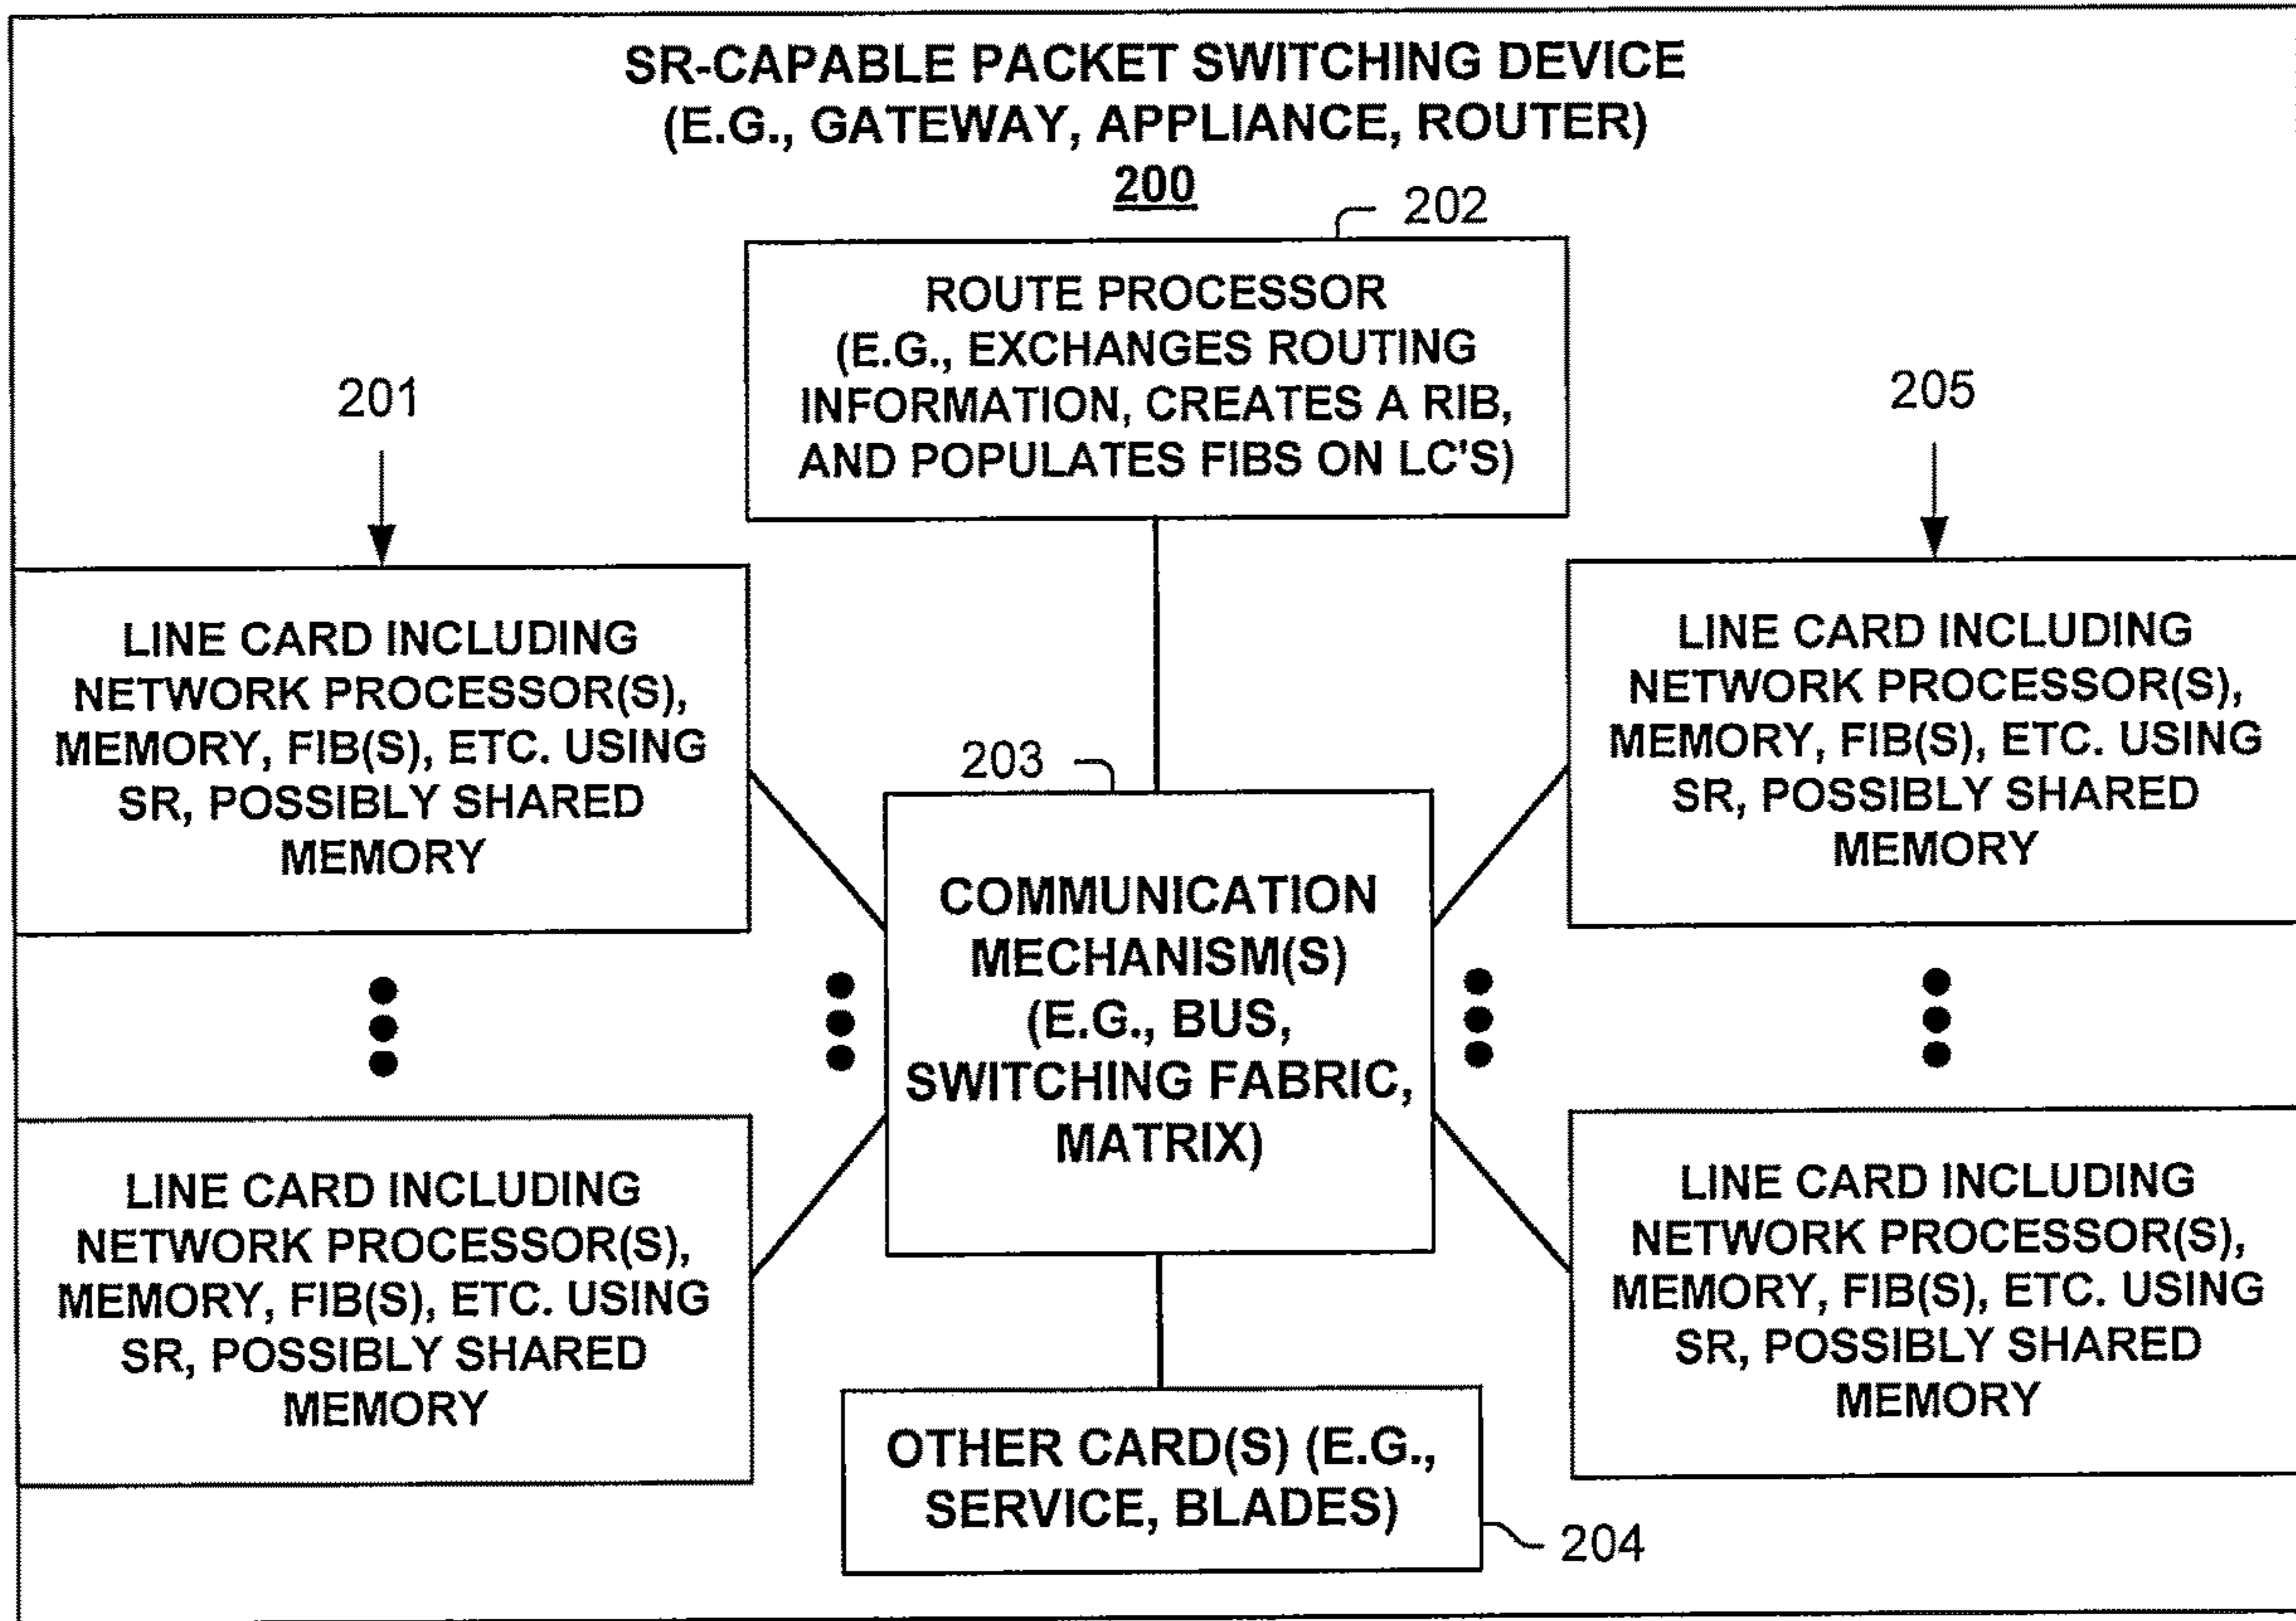 SR-CAPABLE PACKET SWITCHING DEVICE
(E.G., GATEWAY, APPLIANCE, ROUTER)
200
202
ROUTE PROCESSOR
(E.G., EXCHANGES ROUTING
INFORMATION, CREATES A RIB,
AND POPULATES FIBS ON LC'S)
201
205
LINE CARD INCLUDING
NETWORK PROCESSOR(S),
MEMORY, FIB(S), ETC. USING
SR, POSSIBLY SHARED
MEMORY
LINE CARD INCLUDING
NETWORK PROCESSOR(S),
MEMORY, FIB(S), ETC. USING
SR, POSSIBLY SHARED
MEMORY
203
COMMUNICATION
MECHANISM(S)
(E.G., BUS,
SWITCHING FABRIC,
MATRIX)
LINE CARD INCLUDING
NETWORK PROCESSOR(S),
MEMORY, FIB(S), ETC. USING
SR, POSSIBLY SHARED
MEMORY
LINE CARD INCLUDING
NETWORK PROCESSOR(S),
MEMORY, FIB(S), ETC. USING
SR, POSSIBLY SHARED
MEMORY
OTHER CARD(S) (E.G.,
SERVICE, BLADES)
204